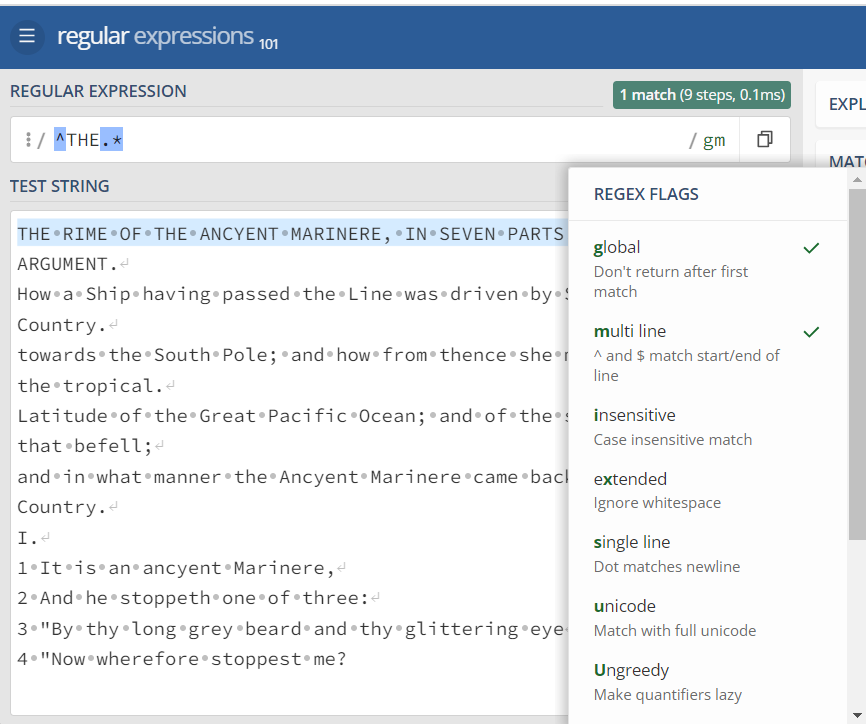 ☰ regular expressions 101
REGULAR EXPRESSION
1 match (9 steps, 0.1ms)
EXPL
/ ^THE.* / gm
MAT
TEST STRING
REGEX FLAGS
THE RIME OF THE ANCYENT MARINERE, IN SEVEN PARTS
ARGUMENT.
How a Ship having passed the Line was driven by
Country.
towards the South Pole; and how from thence she
the tropical.
Latitude of the Great Pacific Ocean; and of the
that befell;
and in what manner the Ancyent Marinere came back
Country.
I.
1 It is an ancyent Marinere,
2 And he stoppeth one of three:
3 "By thy long grey beard and thy glittering eye
4 "Now wherefore stoppest me?
global
Don't return after first
match
multi line
^ and $ match start/end of
line
insensitive
Case insensitive match
extended
Ignore whitespace
single line
Dot matches newline
unicode
Match with full unicode
Ungreedy
Make quantifiers lazy